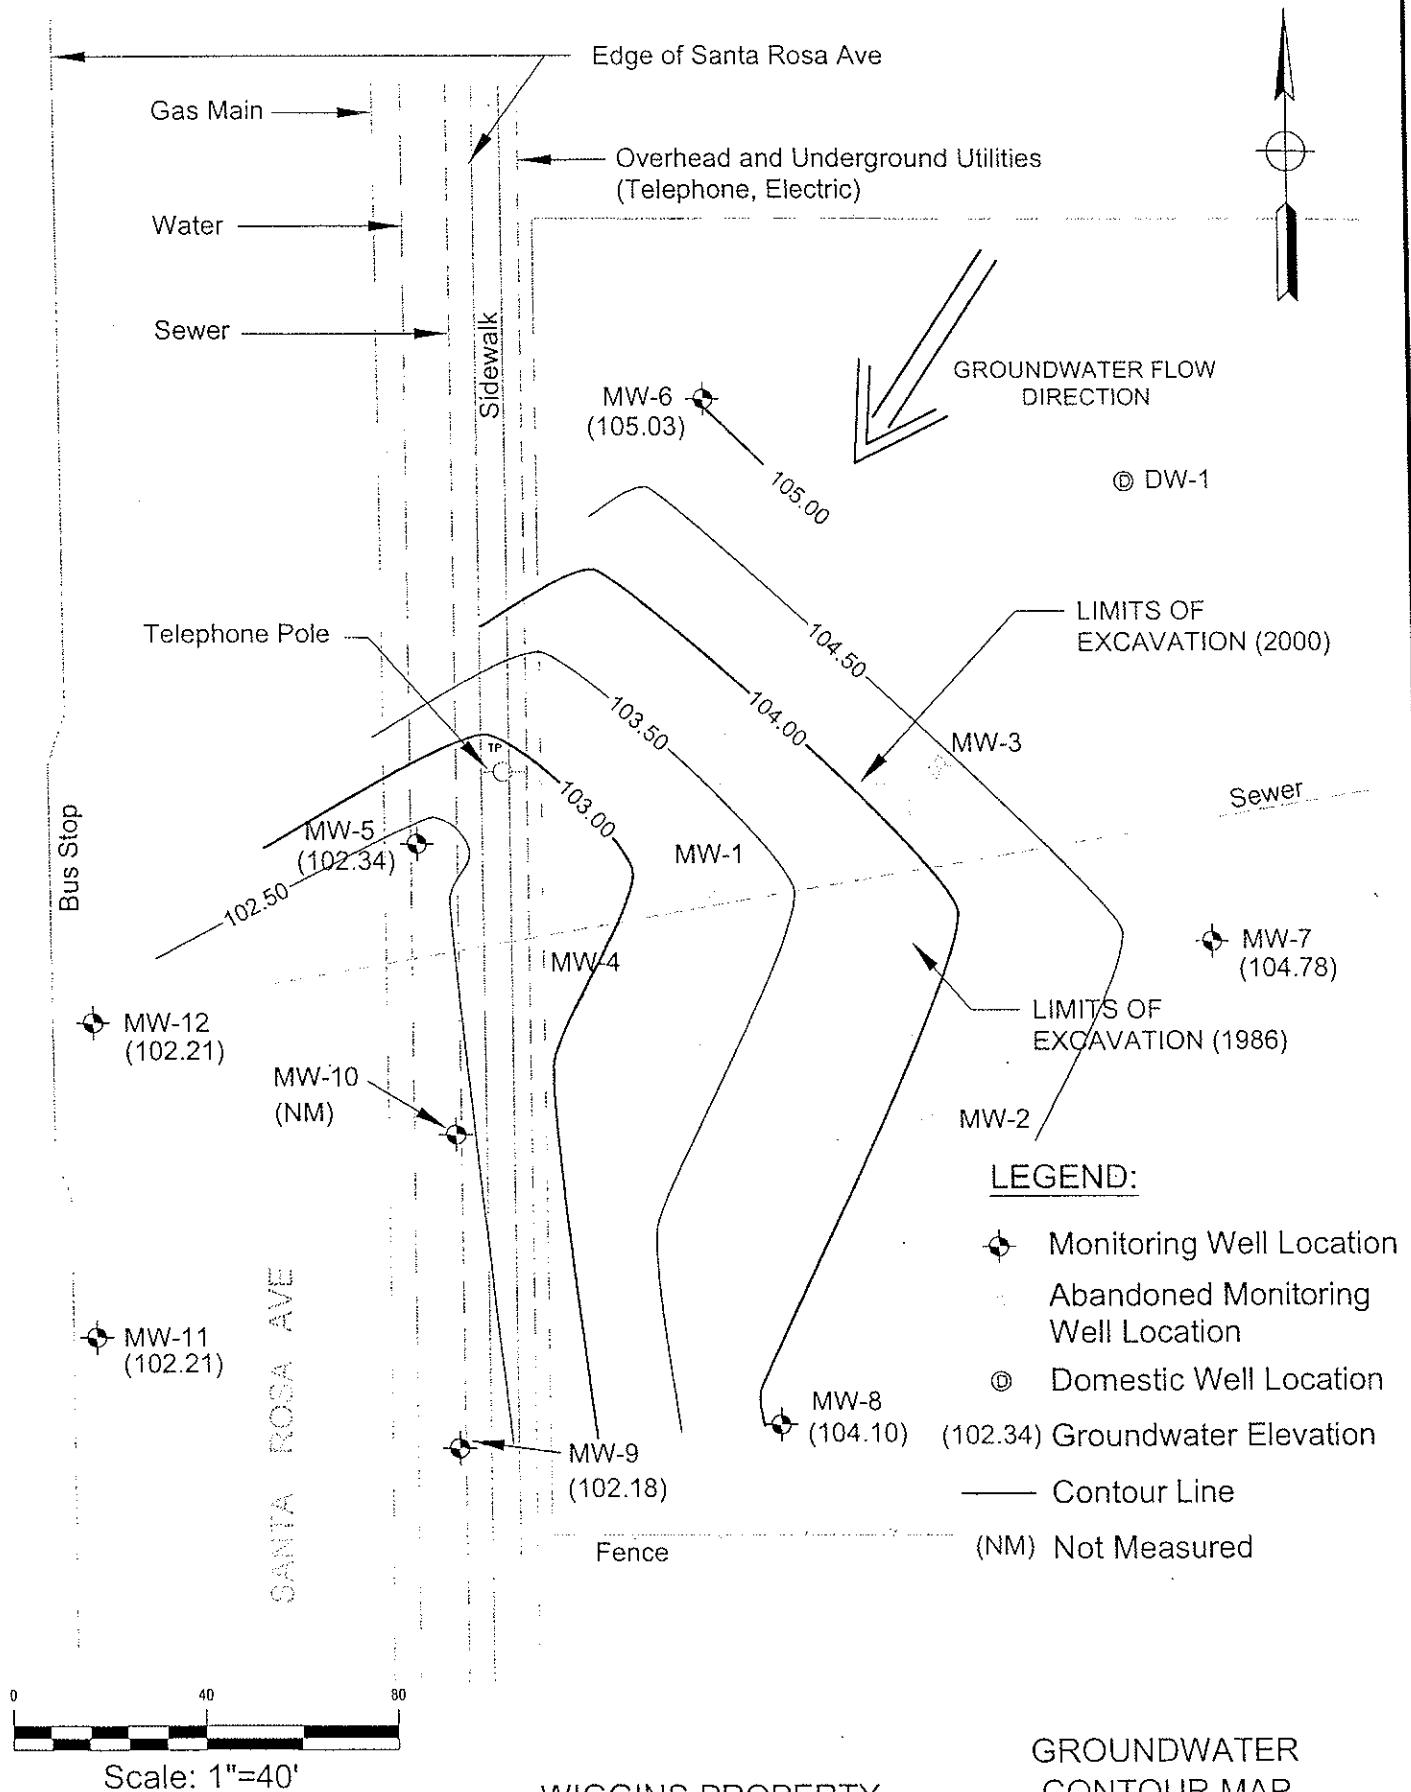 Edge of Santa Rosa Ave
Gas Main
Overhead and Underground Utilities
(Telephone, Electric)
Water
Sewer
Sidewalk
GROUNDWATER FLOW
DIRECTION
MW-6
(105.03)
105.00
D DW-1
LIMITS OF
EXCAVATION (2000)
Telephone Pole
104.50
104.00
103.50
TP
MW-3
103.00
Sewer
Bus Stop
MW-5
(102.34)
MW-1
102.50
MW-4
MW-7
(104.78)
LIMITS OF
EXCAVATION (1986)
MW-12
(102.21)
MW-10
(NM)
MW-2
LEGEND:
Monitoring Well Location
Abandoned Monitoring
Well Location
D Domestic Well Location
(102.34) Groundwater Elevation
Contour Line
(NM) Not Measured
MW-11
(102.21)
SANTA ROSA AVE
MW-8
(104.10)
MW-9
(102.18)
Fence
0 40 80
Scale: 1"=40'
GROUNDWATER
CONTOUR MAP
WIGGINS PROPERTY